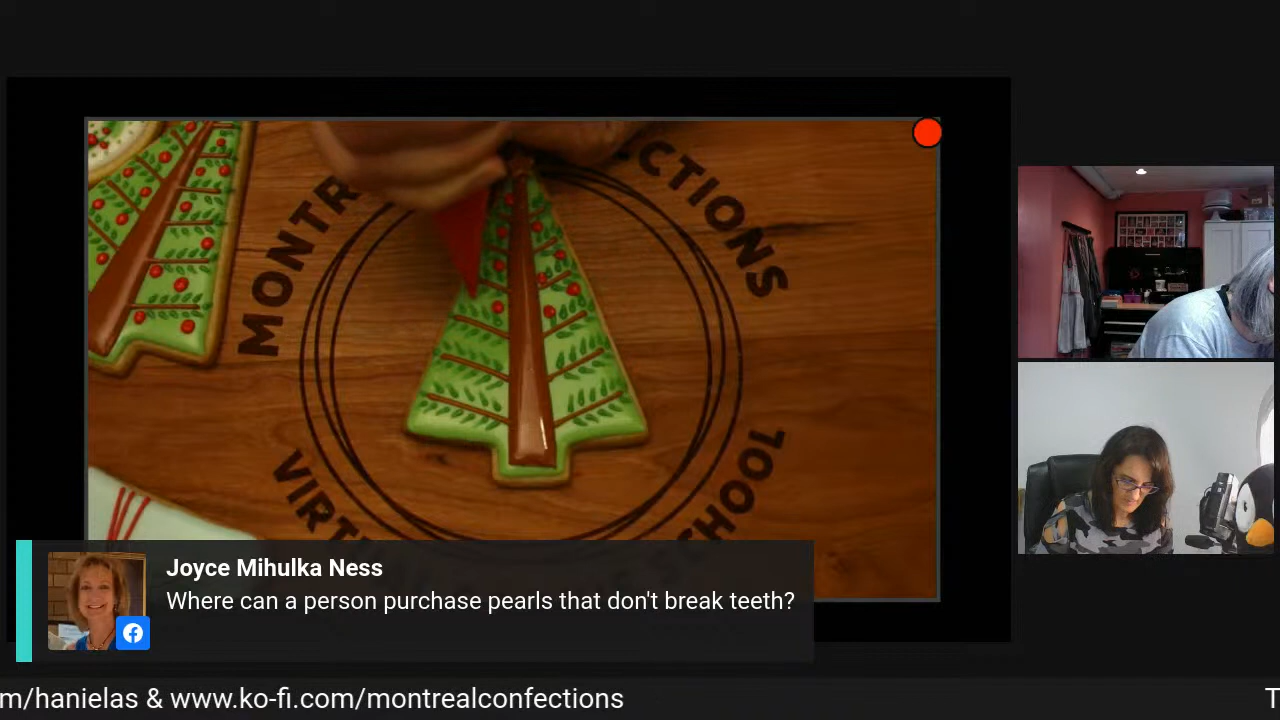 MONTR
ECTIONS
VIRT
SCHOOL
Joyce Mihulka Ness
Where can a person purchase pearls that don't break teeth?
m/hanielas & www.ko-fi.com/montrealconfections
T